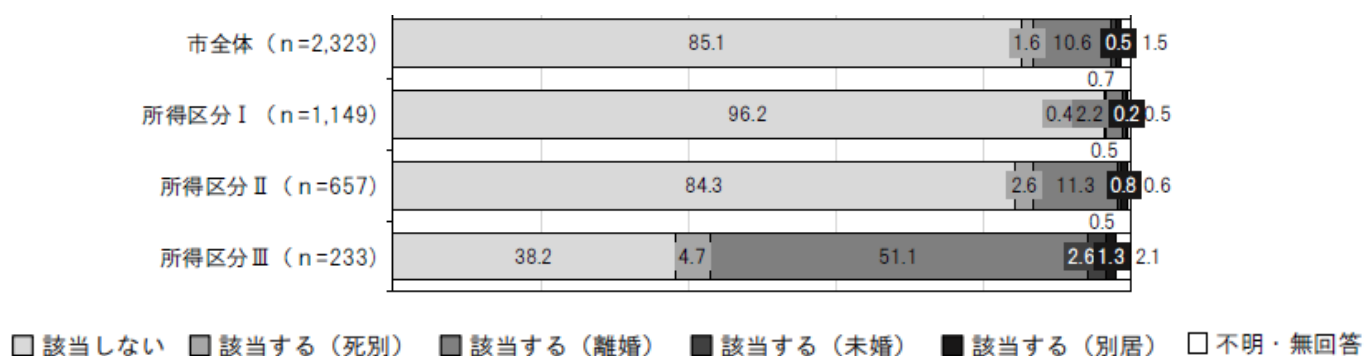 市全体（n=2,323） 85.1 1.6 10.6 0.5 1.5
0.7
所得区分Ⅰ（n=1,149） 96.2 0.4 2.2 0.2 0.5
0.5
所得区分Ⅱ（n=657） 84.3 2.6 11.3 0.8 0.6
0.5
所得区分Ⅲ（n=233） 38.2 4.7 51.1 2.6 1.3 2.1
該当しない 該当する（死別） 該当する（離婚） 該当する（未婚） 該当する（別居） 不明・無回答